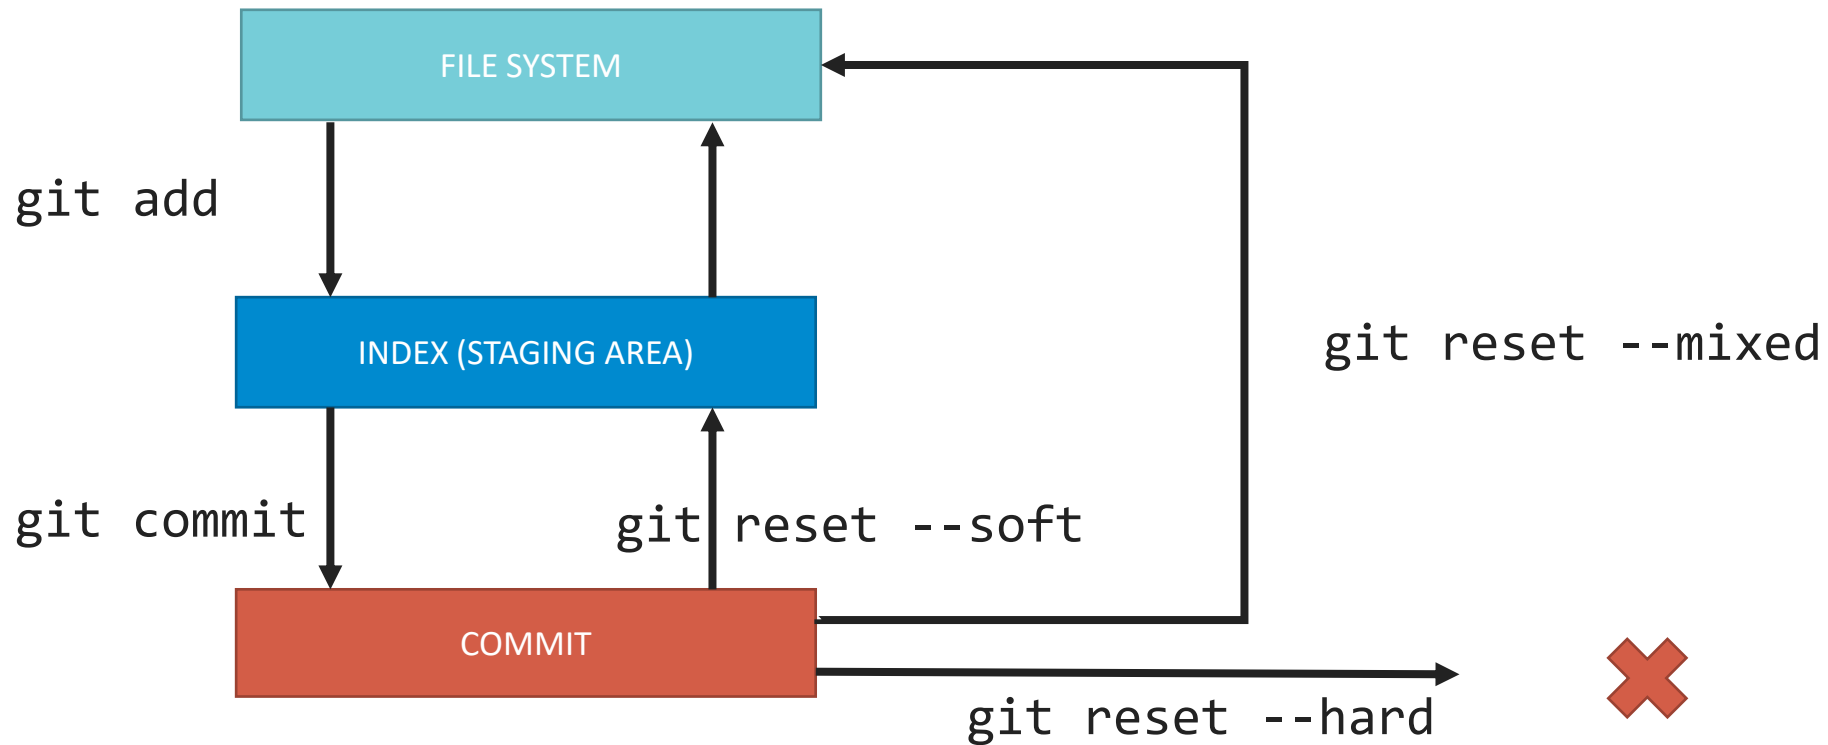 FILE SYSTEM
git add
INDEX (STAGING AREA)
git reset --mixed
git commit
git reset --soft
COMMIT
git reset --hard